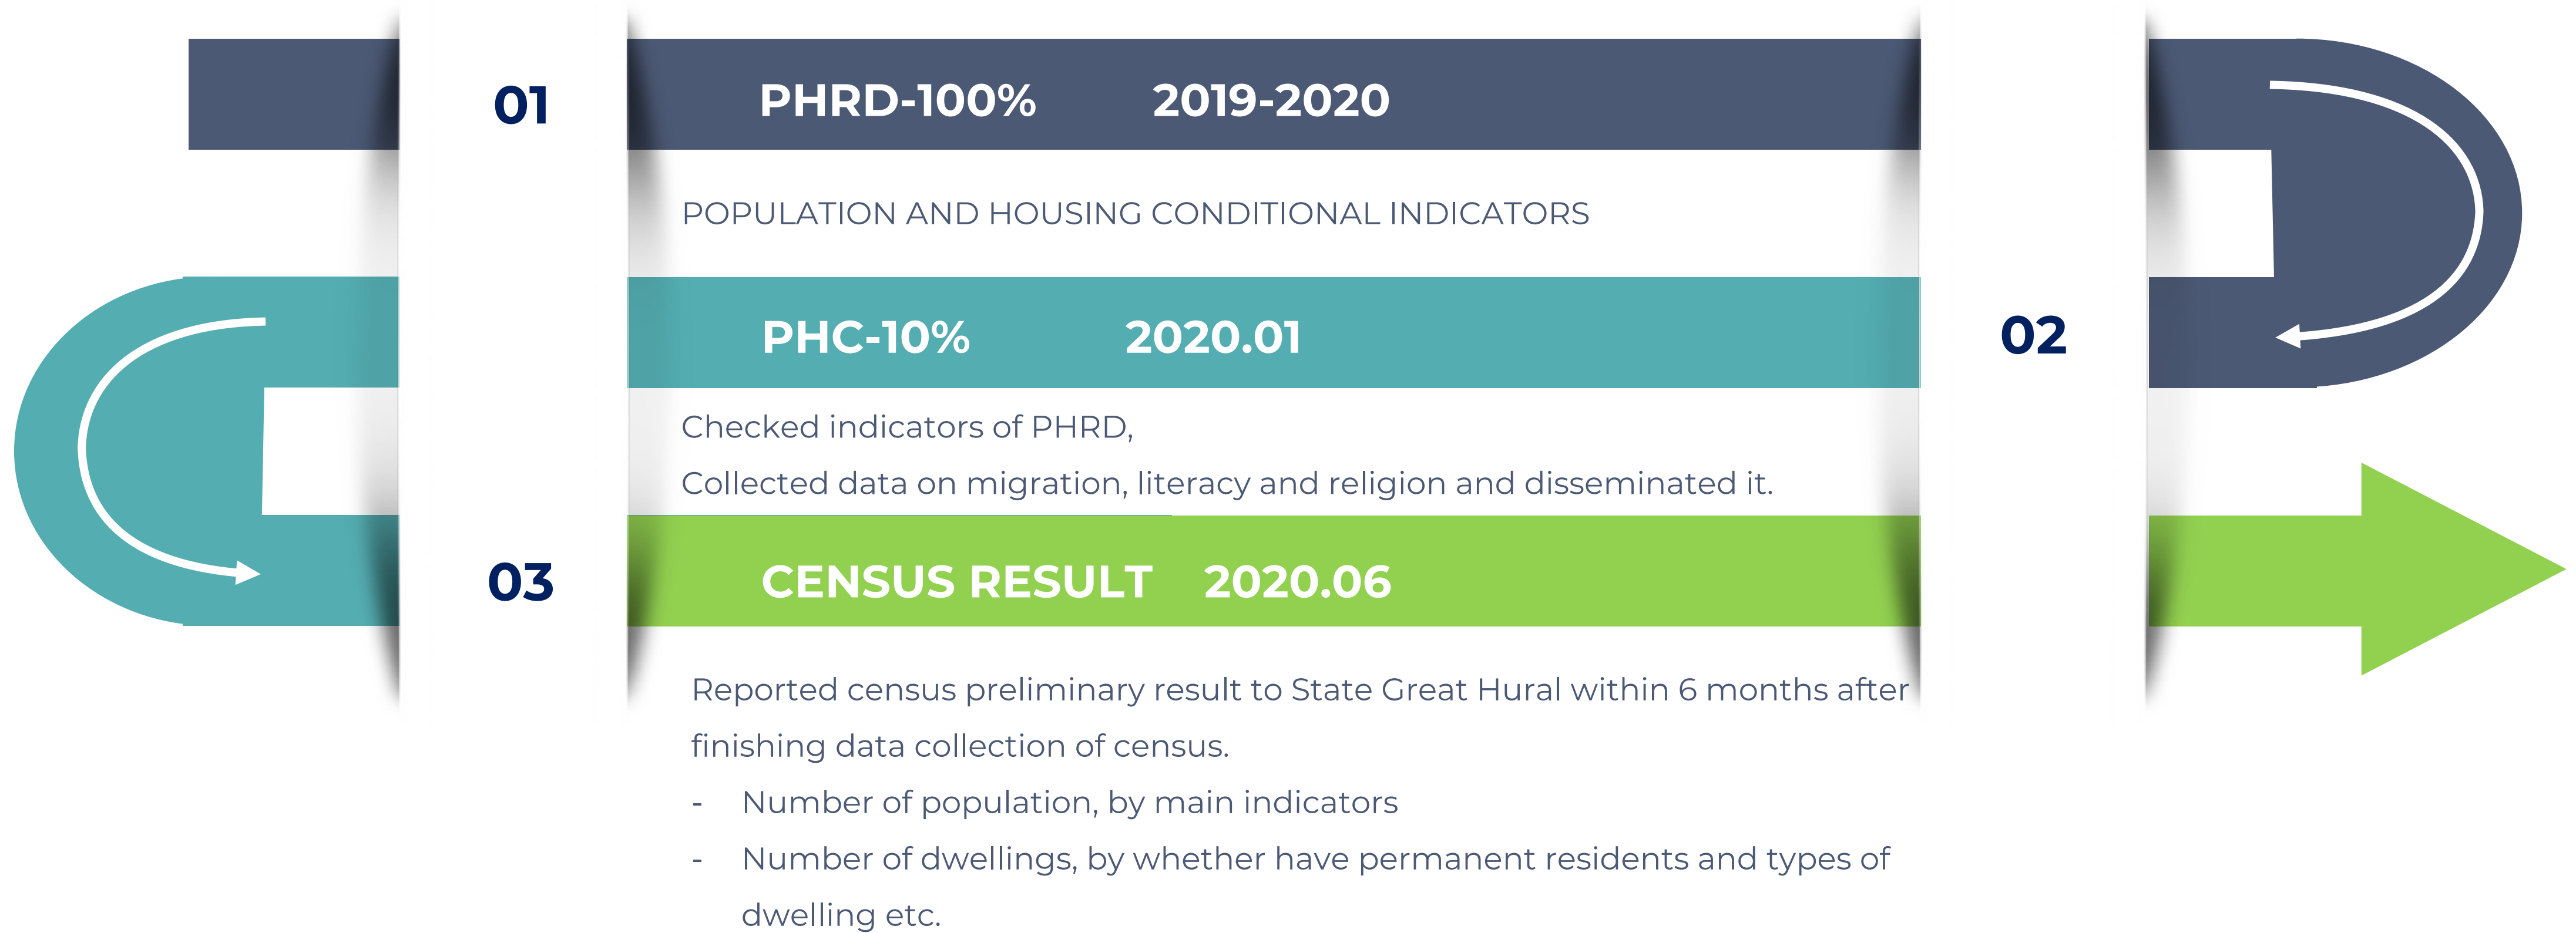 01
PHRD-100% 2019-2020
POPULATION AND HOUSING CONDITIONAL INDICATORS
PHC-10% 2020.01
02
Checked indicators of PHRD,
Collected data on migration, literacy and religion and disseminated it.
03
CENSUS RESULT 2020.06
Reported census preliminary result to State Great Hural within 6 months after
finishing data collection of census.
- Number of population, by main indicators
- Number of dwellings, by whether have permanent residents and types of
dwelling etc.